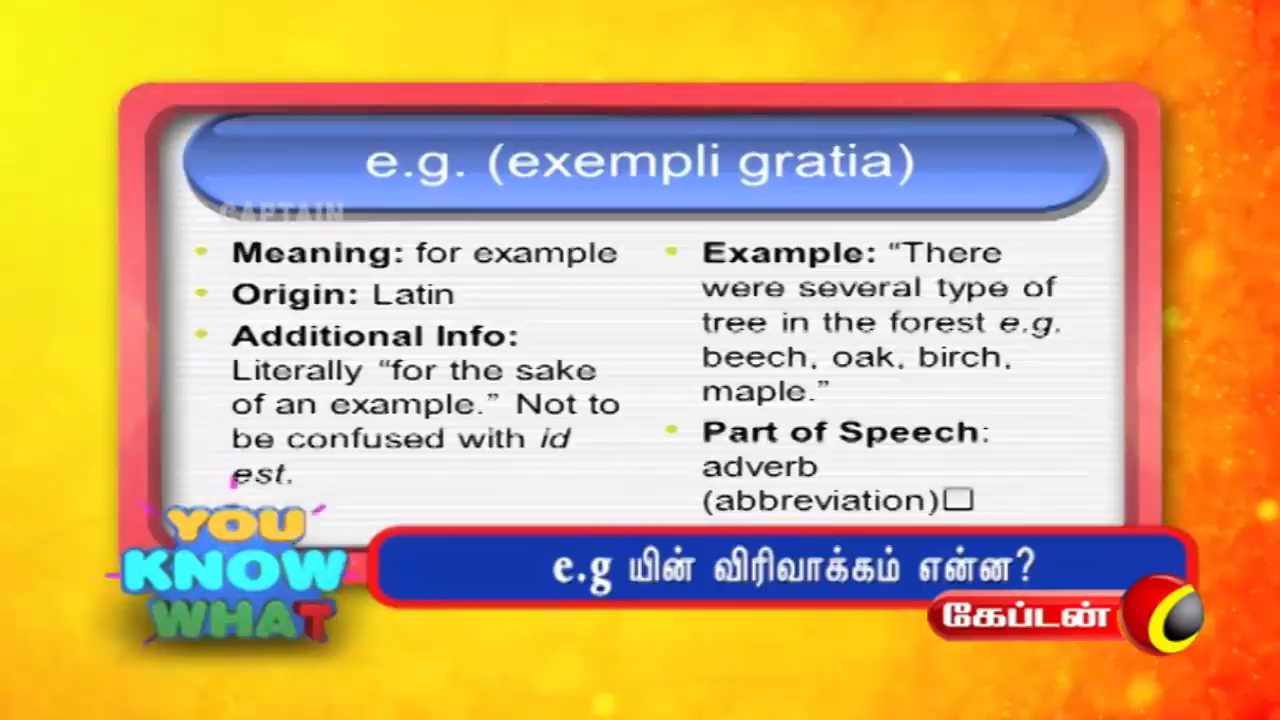 e.g. (exempli gratia)
CAPTAIN
• Meaning: for example
• Origin: Latin
• Additional Info:
Literally “for the sake
of an example.” Not to
be confused with id
est.
• Example: “There
were several type of
tree in the forest e.g.
beech, oak, birch,
maple.”
• Part of Speech:
adverb
(abbreviation)
YOU
KNOW
WHAT
e.g யின் விரிவாக்கம் என்ன?
கேப்டன்